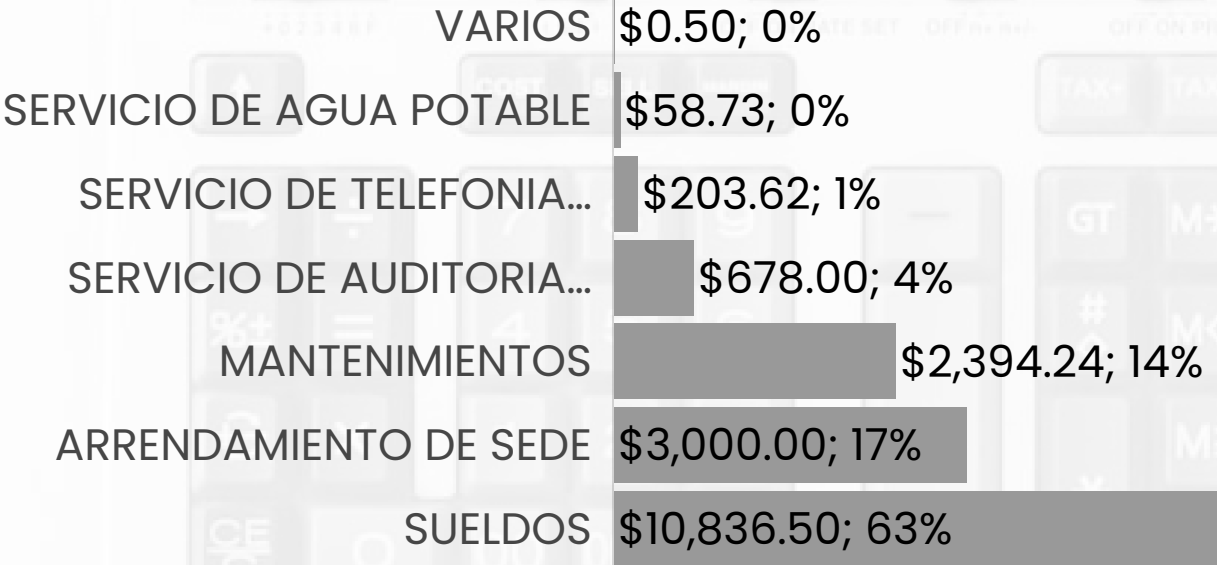 VARIOS $0.50; 0%
SERVICIO DE AGUA POTABLE $58.73; 0%
SERVICIO DE TELEFONIA... $203.62; 1%
SERVICIO DE AUDITORIA... $678.00; 4%
MANTENIMIENTOS $2,394.24; 14%
ARRENDAMIENTO DE SEDE $3,000.00; 17%
SUELDOS $10,836.50; 63%